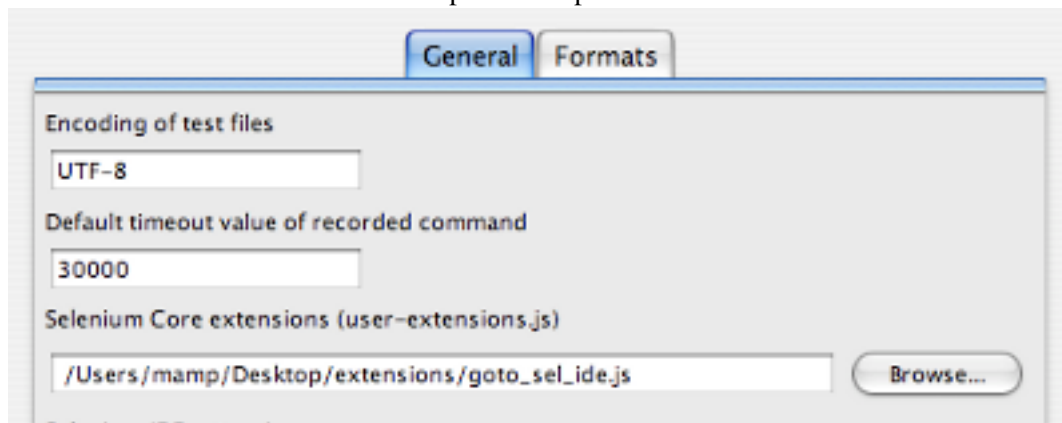 General Formats
Encoding of test files
UTF-8
Default timeout value of recorded command
30000
Selenium Core extensions (user-extensions.js)
/Users/mamp/Desktop/extensions/goto_sel_ide.js Browse...